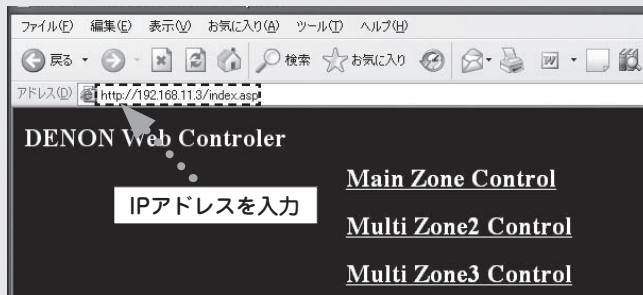 ファイル(F) 編集(E) 表示(V) お気に入り(A) ツール(T) ヘルプ(H)
戻る 検索 お気に入り W
アドレス(D) http://192.168.11.3/index.asp
DENON Web Controler
IPアドレスを入力
Main Zone Control
Multi Zone2 Control
Multi Zone3 Control